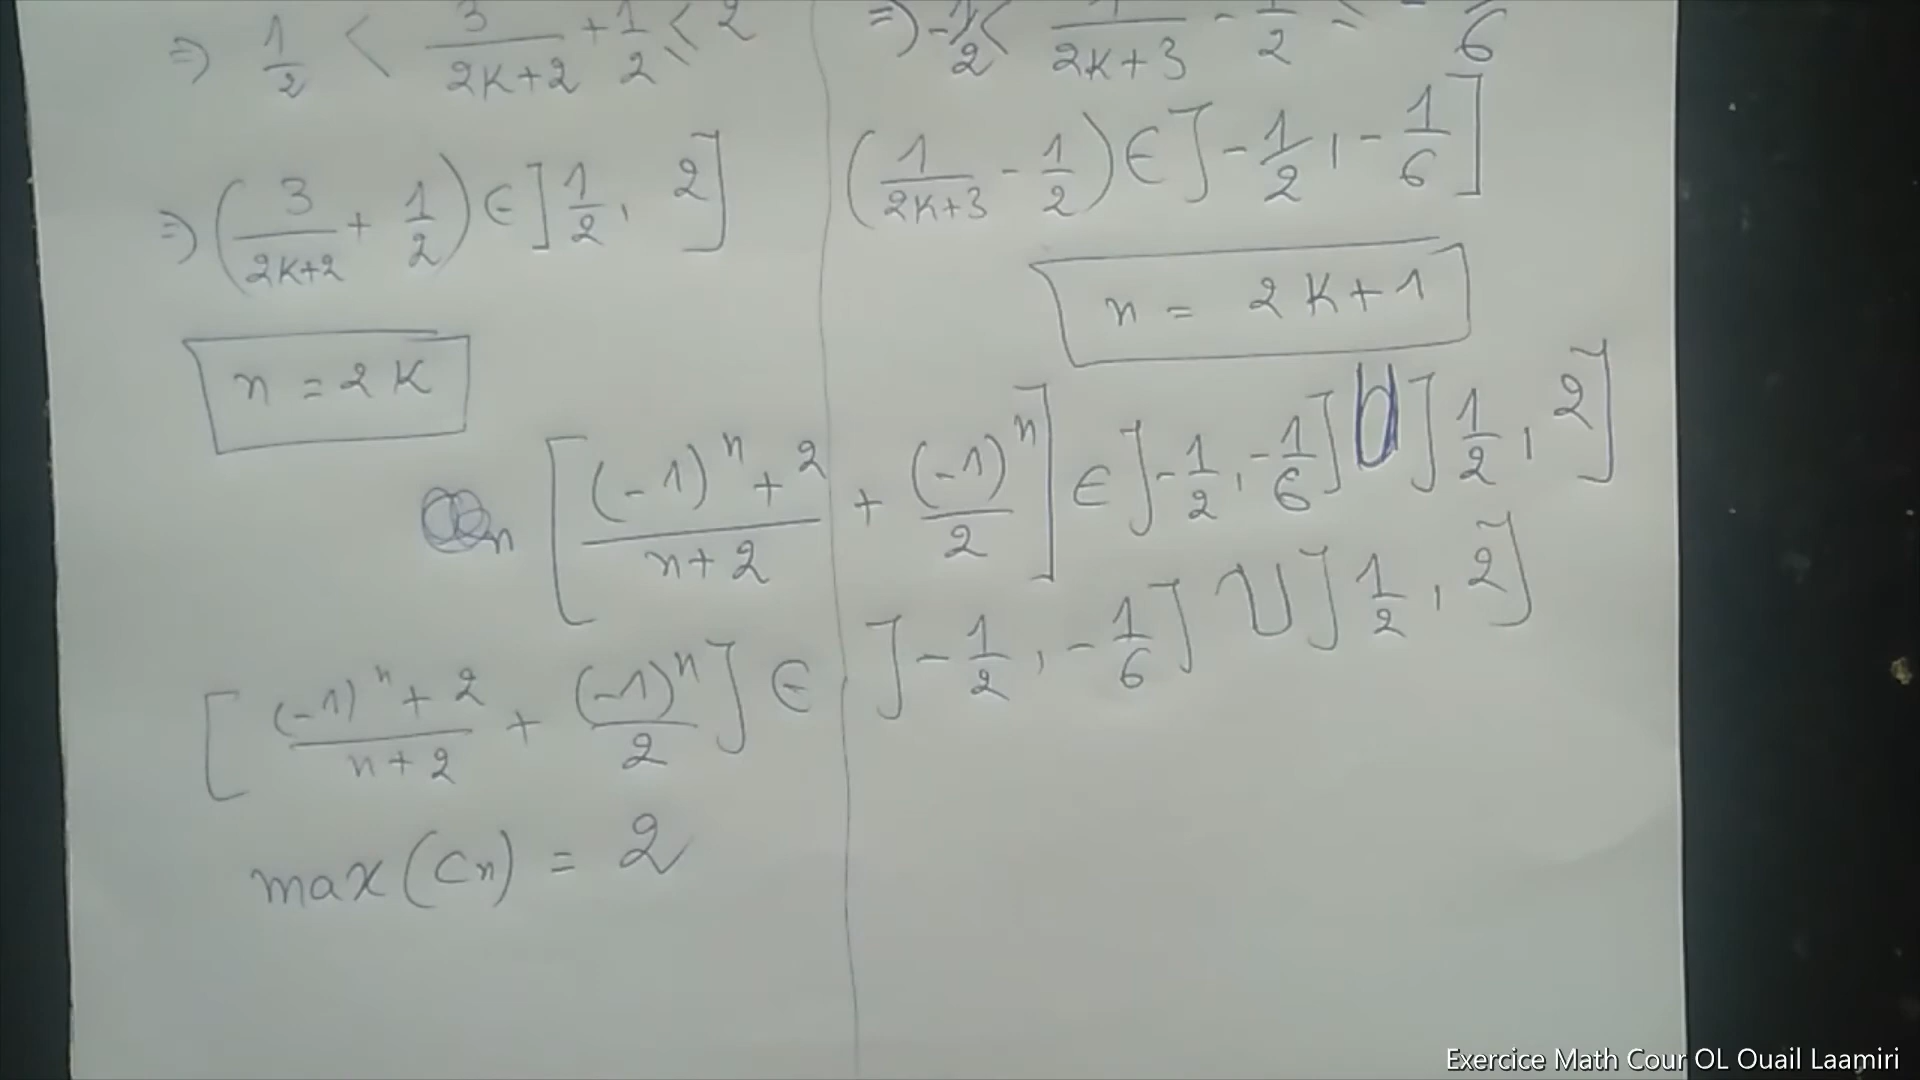 ⇒ 1/2 < 3/(2K+2) + 1/2 ≤ 2
⇒ (3/(2K+2) + 1/2) ∈ ]1/2, 2]
n = 2K
⇒ -1/2 < 1/(2K+3) - 1/2 ≤ -1/6
(1/(2K+3) - 1/2) ∈ ]-1/2, -1/6]
n = 2K+1
n [((-1)^n + 2)/(n+2) + (-1)^n/2] ∈ ]-1/2, -1/6] U ]1/2, 2]
[((-1)^n + 2)/(n+2) + (-1)^n/2] ∈ ]-1/2, -1/6] U ]1/2, 2]
max(Cn) = 2
Exercice Math Cour OL Ouail Laamiri